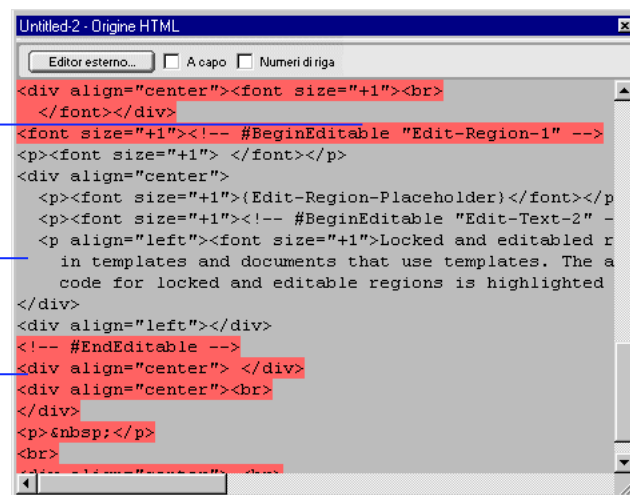 Untitled-2 - Origine HTML
Editor esterno... A capo Numeri di riga
<div align="center"><font size="+1"><br>
</font></div>
<font size="+1"><!-- #BeginEditable "Edit-Region-1" -->
<p><font size="+1"> </font></p>
<div align="center">
<p><font size="+1">{Edit-Region-Placeholder}</font></p
<p><font size="+1"><!-- #BeginEditable "Edit-Text-2" -
<p align="left"><font size="+1">Locked and editabled r
in templates and documents that use templates. The a
code for locked and editable regions is highlighted
</div>
<div align="left"></div>
<!-- #EndEditable -->
<div align="center"> </div>
<div align="center"><br>
</div>
<p>&nbsp;</p>
<br>
<div align="center"> <br>